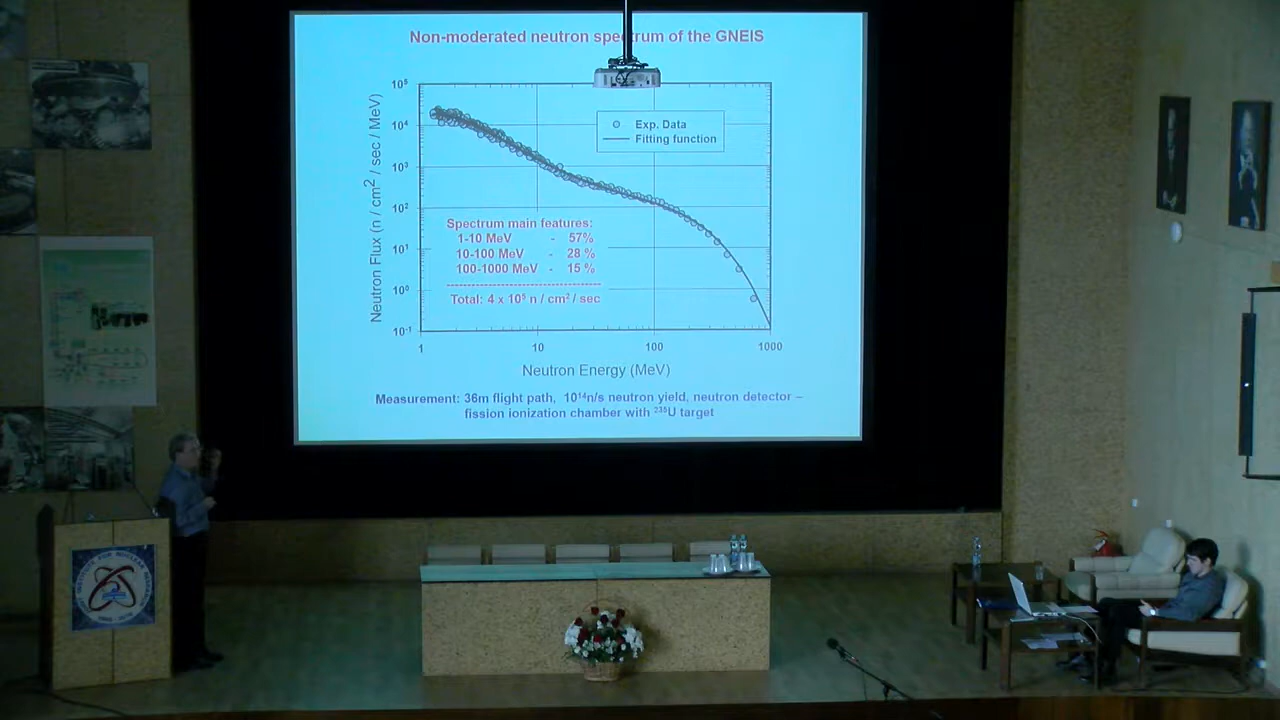 Non-moderated neutron spectrum of the GNEIS
Neutron Flux (n / cm² / sec / MeV)
10⁵
10⁴
10³
10²
10¹
10⁰
10⁻¹
Exp. Data
Fitting function
Spectrum main features:
1-10 MeV - 57%
10-100 MeV - 28 %
100-1000 MeV - 15 %
Total: 4 x 10⁵ n / cm² / sec
1 10 100 1000
Neutron Energy (MeV)
Measurement: 36m flight path, 10¹⁴n/s neutron yield, neutron detector –
fission ionization chamber with ²³⁵U target